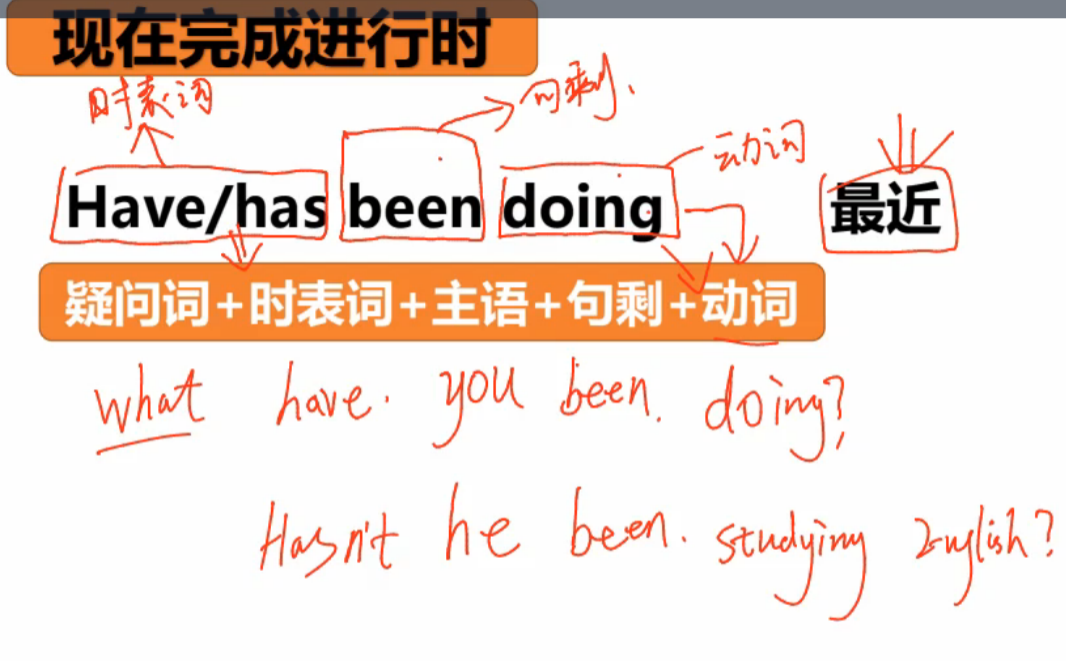 现在完成进行时
时表词
句剩
动词
Have/has been doing 最近
疑问词+时表词+主语+句剩+动词
what have. you been. doing?
Hasn't he been. studying English?